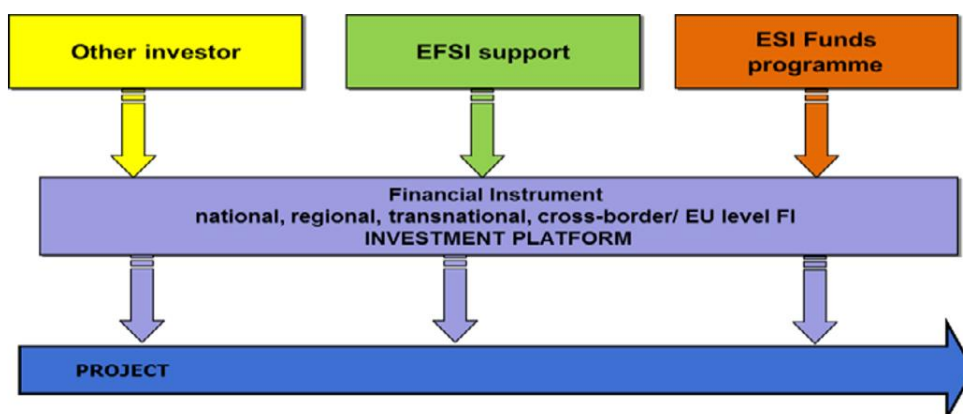 Other investor
EFSI support
ESI Funds
programme
Financial Instrument
national, regional, transnational, cross-border/ EU level FI
INVESTMENT PLATFORM
PROJECT